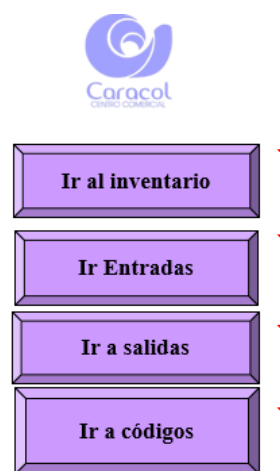 Caracol
CENTRO COMERCIAL
Ir al inventario
Ir Entradas
Ir a salidas
Ir a códigos